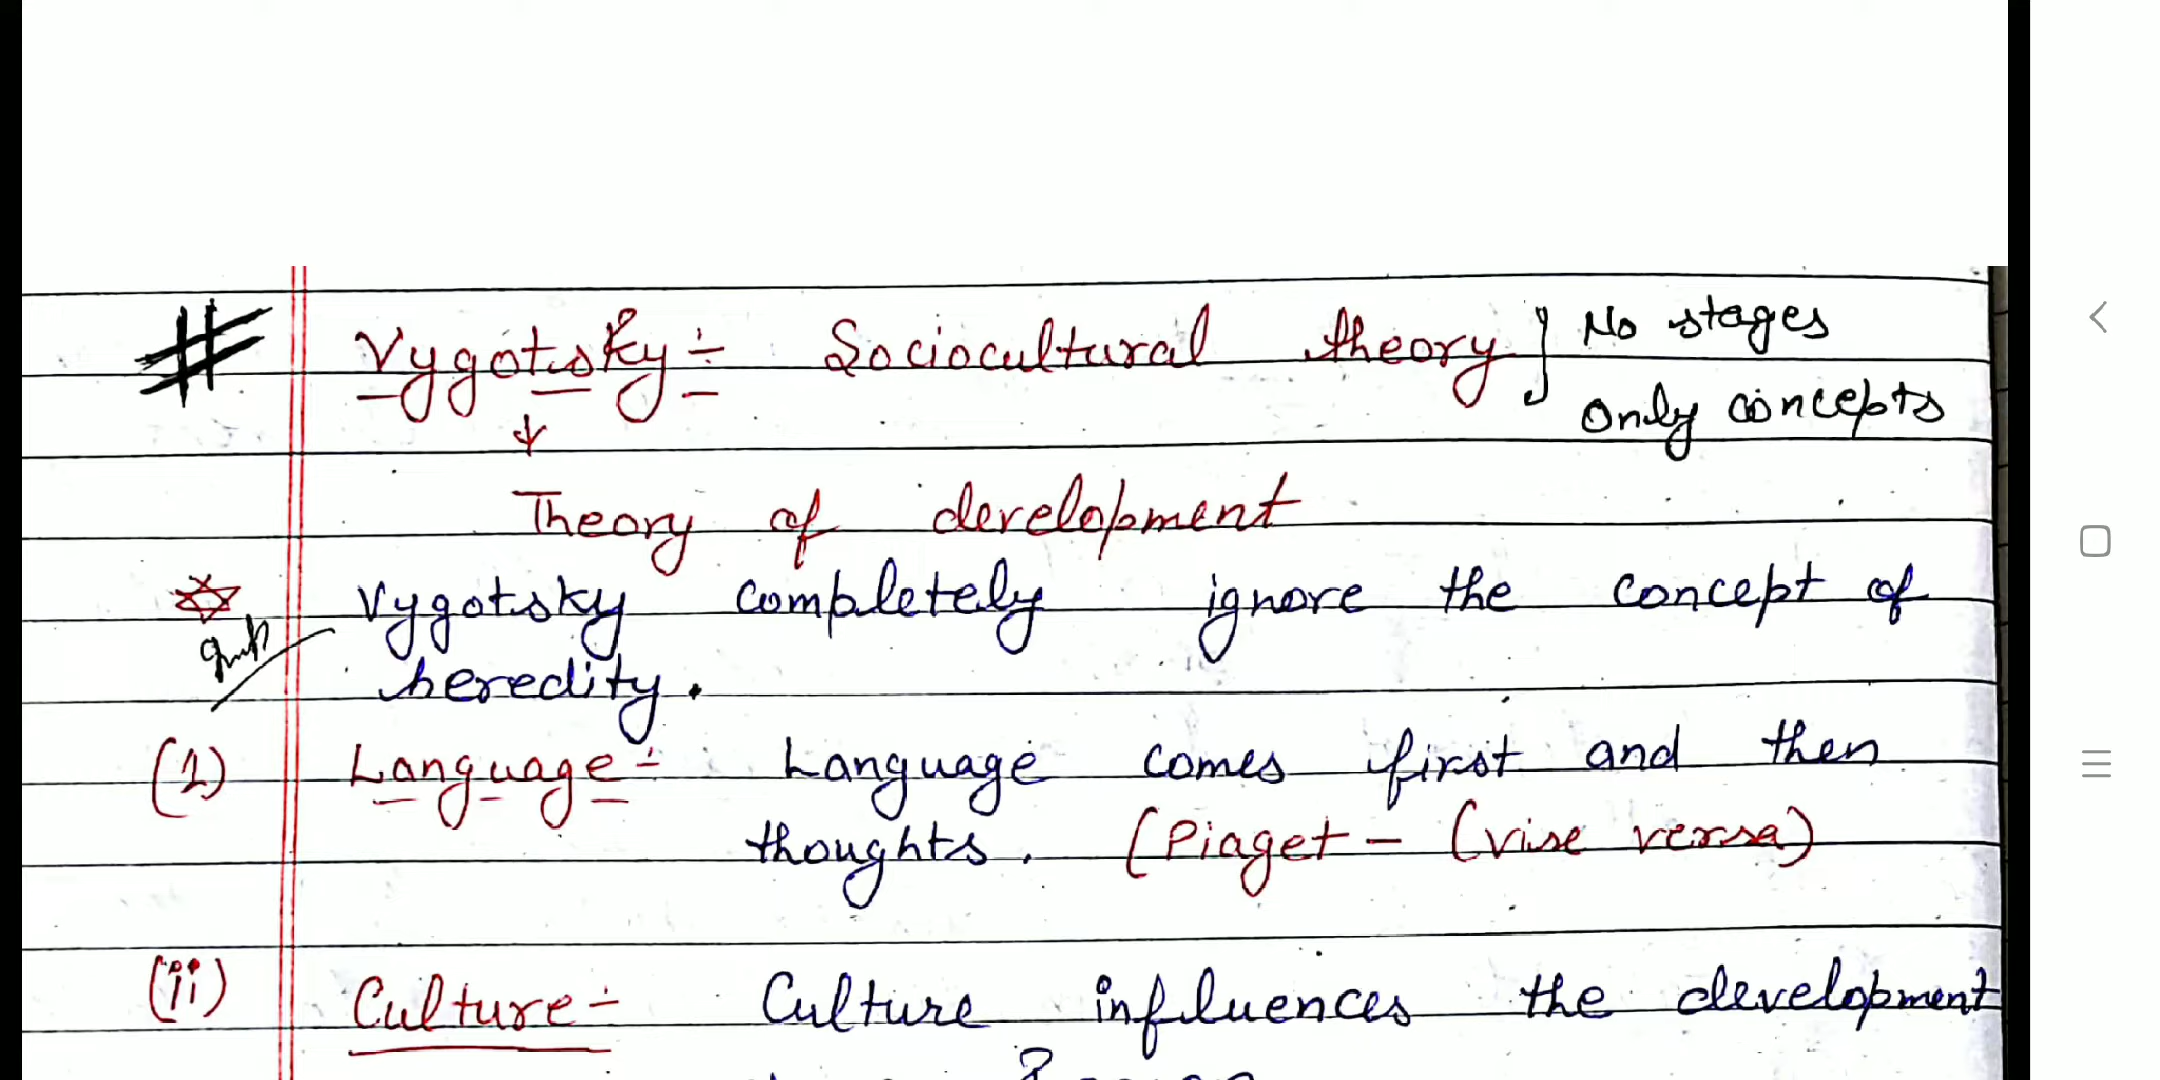 # Vygotsky÷ Sociocultural theory } No stages
Only concepts
↓
Theory of development
Vygotsky completely ignore the concept of
heredity.
(1) Language÷ Language comes first and then
thoughts. (Piaget – (vise versa)
(ii) Culture÷ Culture influences the development